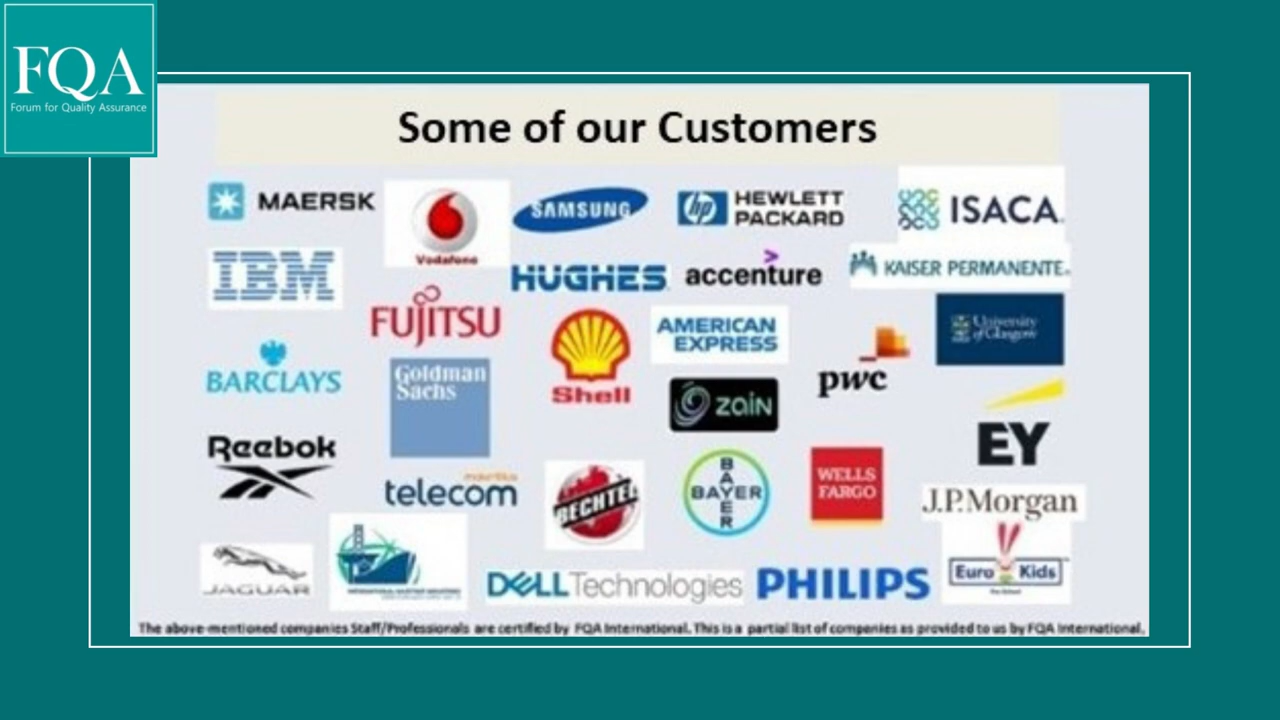 FQA
Forum for Quality Assurance
Some of our Customers
MAERSK
Vodafone
SAMSUNG
hp HEWLETT
PACKARD
ISACA
IBM
HUGHES
accenture
KAISER PERMANENTE
FUJITSU
Shell
AMERICAN
EXPRESS
University
of Glasgow
BARCLAYS
Goldman
Sachs
zain
pwc
EY
Reebok
mauritius
telecom
BECHTEL
BAYER
BAYER
WELLS
FARGO
J.P.Morgan
JAGUAR
DELL Technologies
PHILIPS
Euro Kids
The above-mentioned companies Staff/Professionals are certified by FQA International. This is a partial list of companies as provided to us by FQA International.